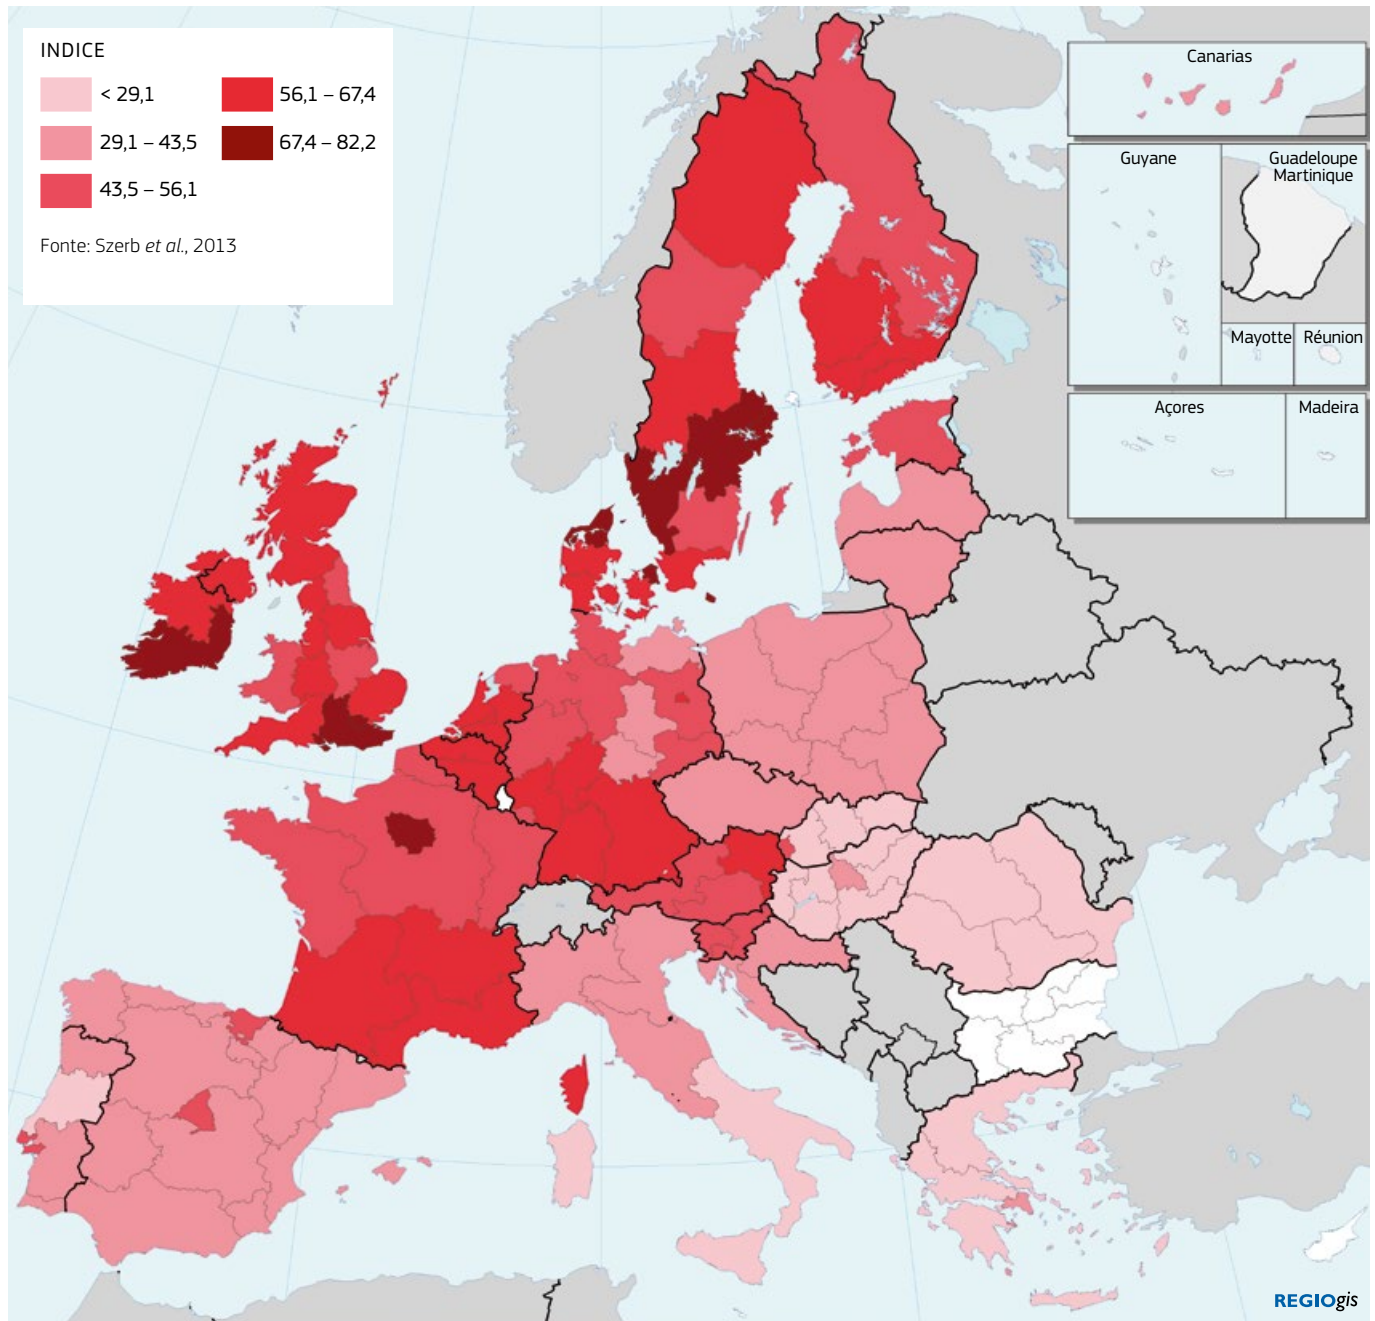 INDICE
< 29,1
29,1 – 43,5
43,5 – 56,1
56,1 – 67,4
67,4 – 82,2
Fonte: Szerb et al., 2013
Canarias
Guyane
Guadeloupe
Martinique
Mayotte
Réunion
Açores
Madeira
REGIOgis